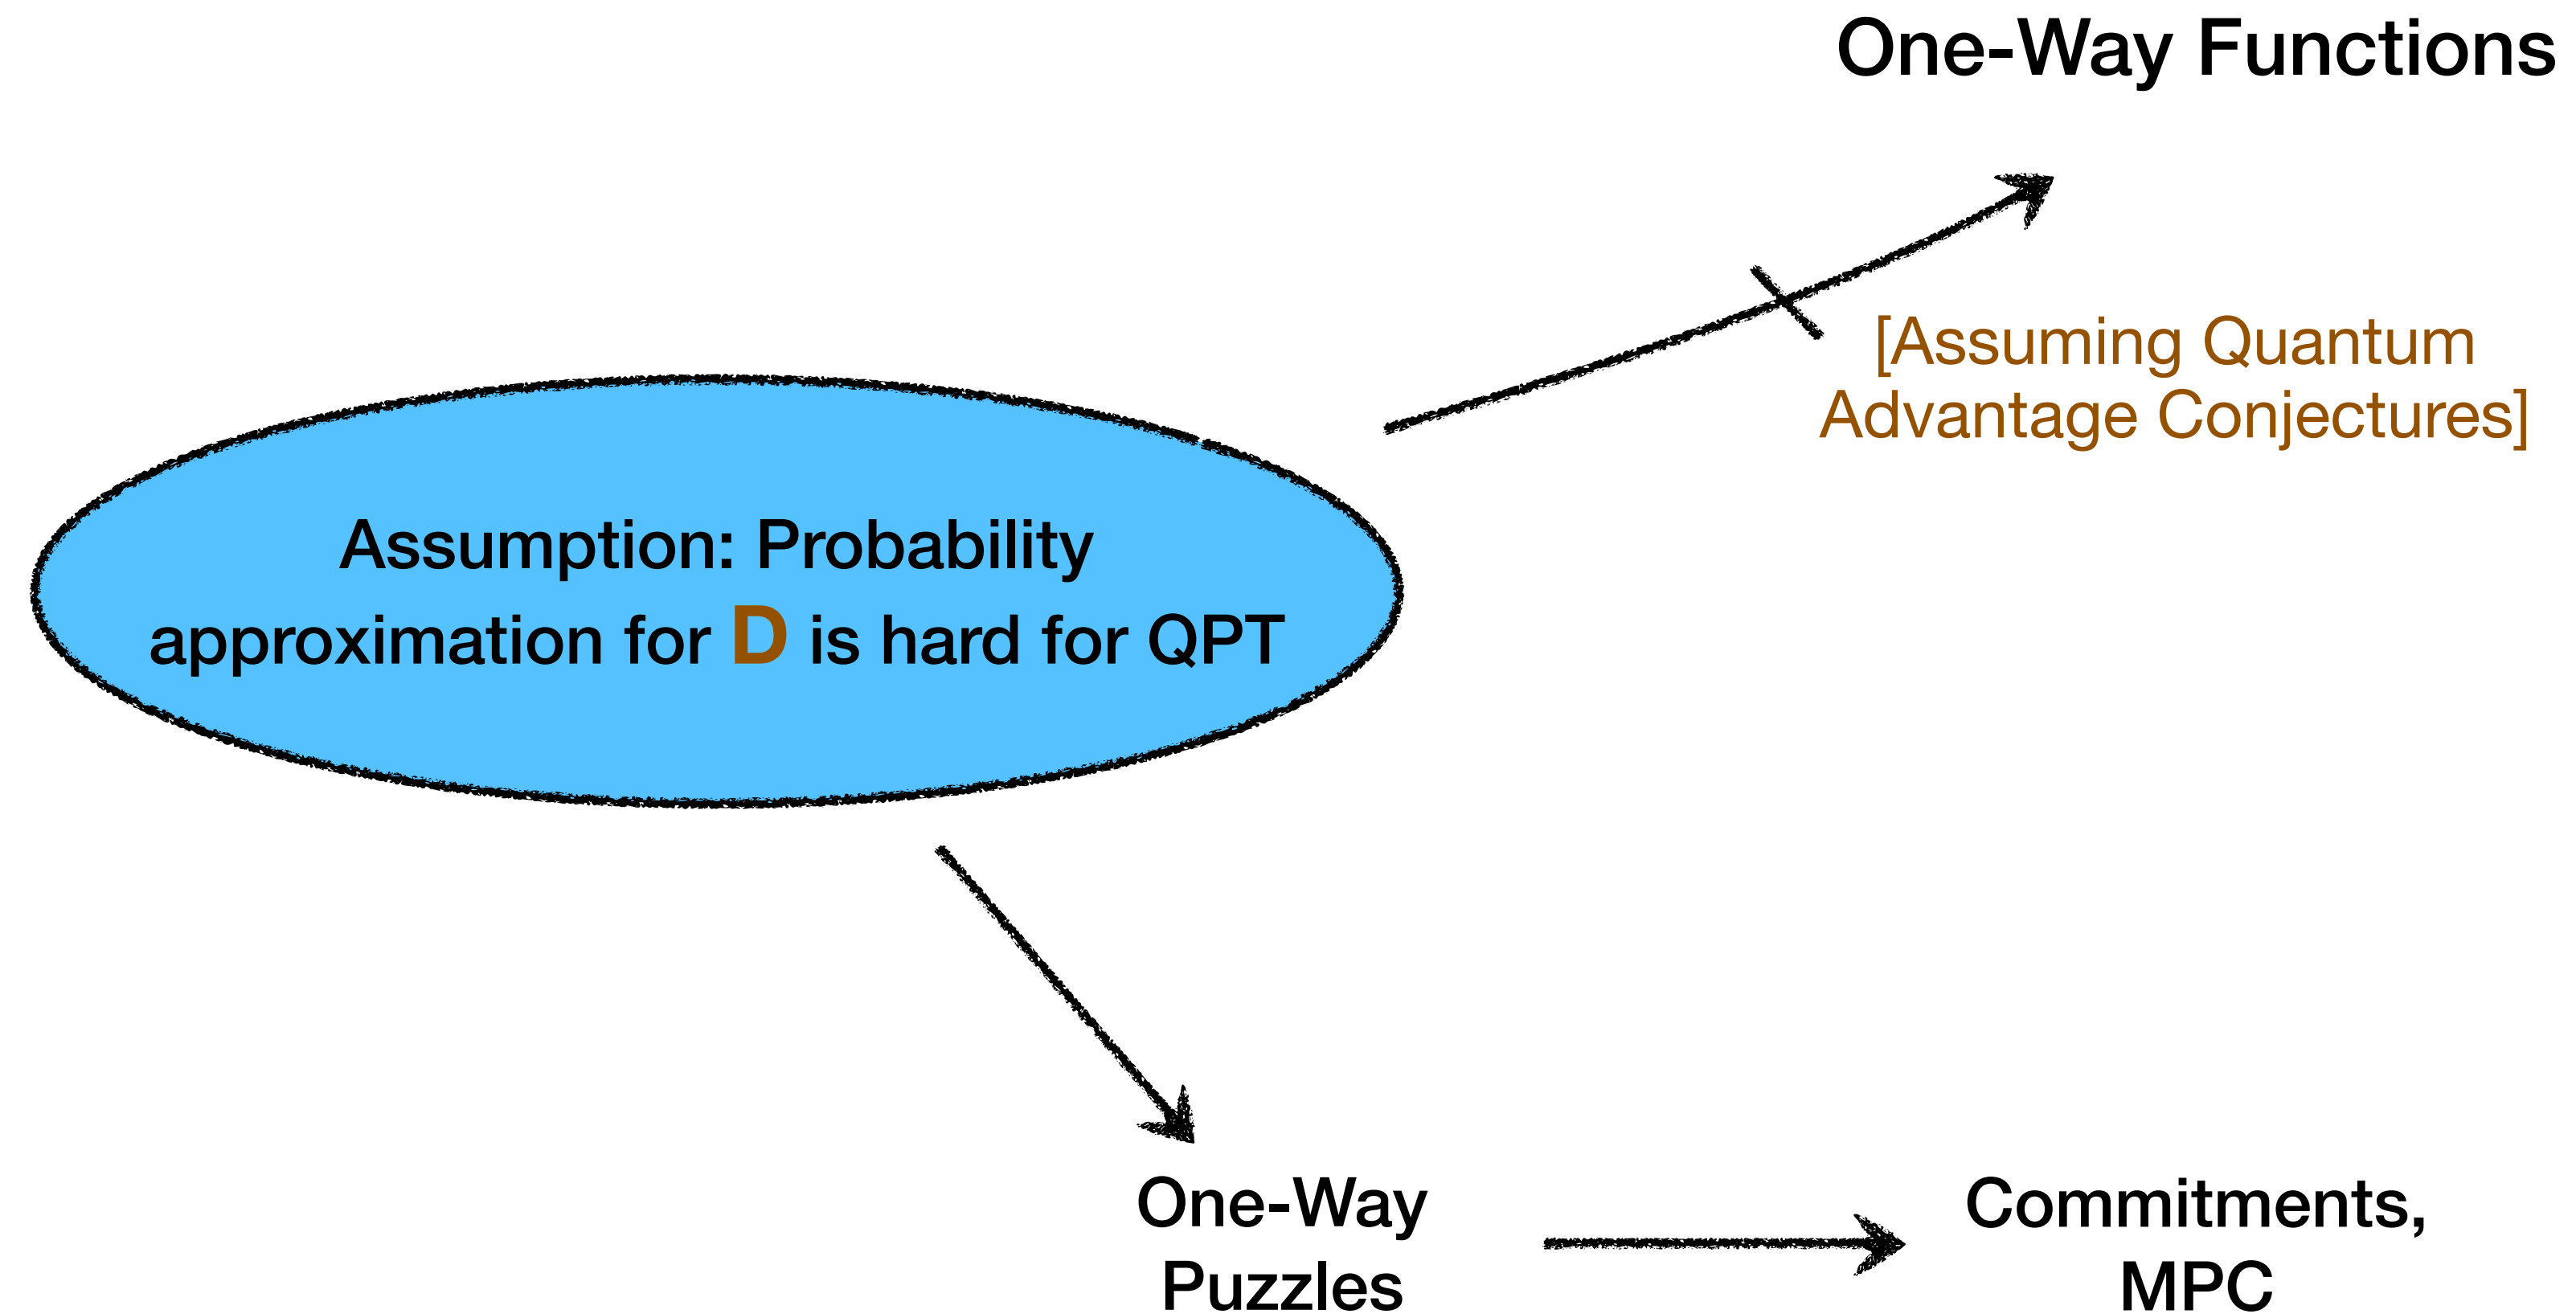 One-Way Functions
[Assuming Quantum
Advantage Conjectures]
Assumption: Probability
approximation for D is hard for QPT
One-Way
Puzzles
Commitments,
MPC